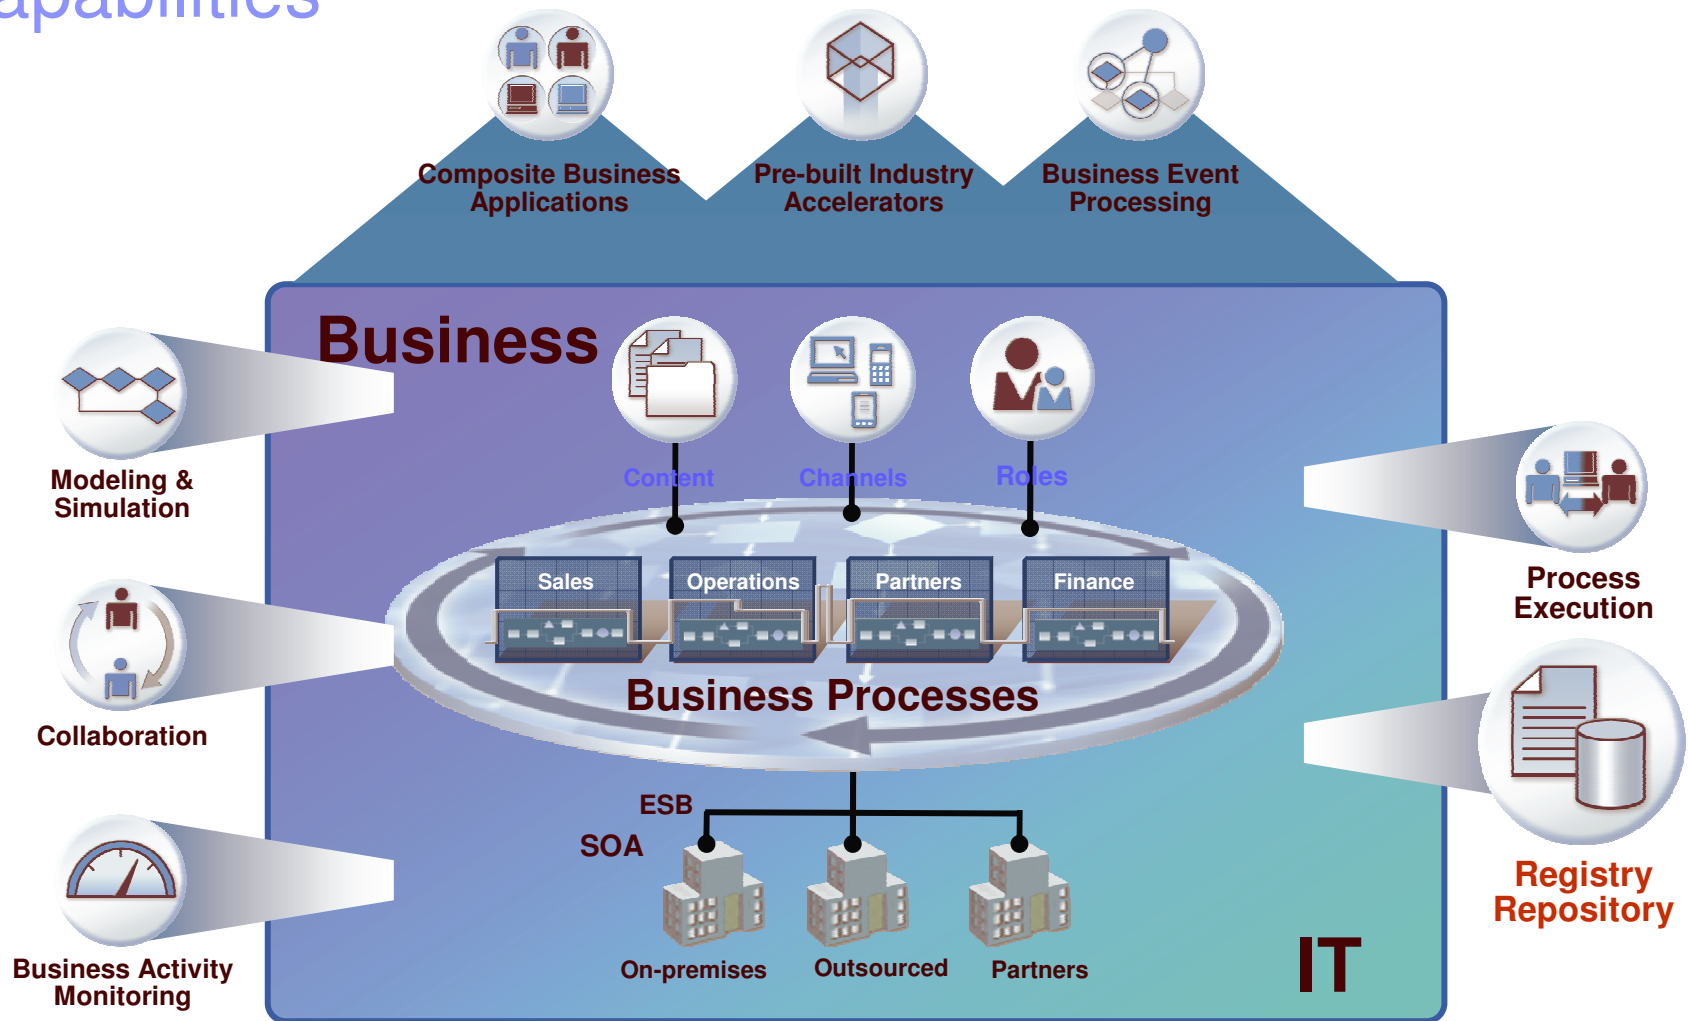 Composite Business
Applications
Pre-built Industry
Accelerators
Business Event
Processing
Business
Modeling &
Simulation
Content
Channels
Roles
Process
Execution
Sales
Operations
Partners
Finance
Business Processes
Collaboration
ESB
SOA
Registry
Repository
On-premises
Outsourced
Partners
IT
Business Activity
Monitoring